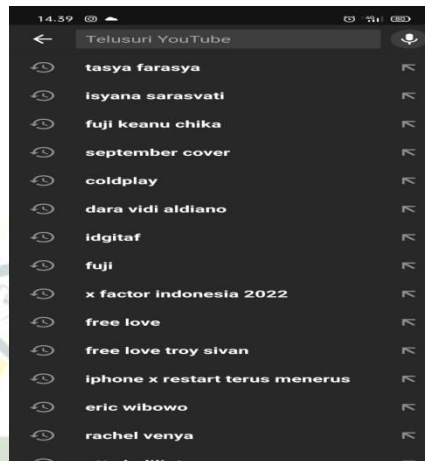 14.39
Telusuri YouTube
tasya farasya
isyana sarasvati
fuji keanu chika
september cover
coldplay
dara vidi aldiano
idgitaf
fuji
x factor indonesia 2022
free love
free love troy sivan
iphone x restart terus menerus
eric wibowo
rachel venya